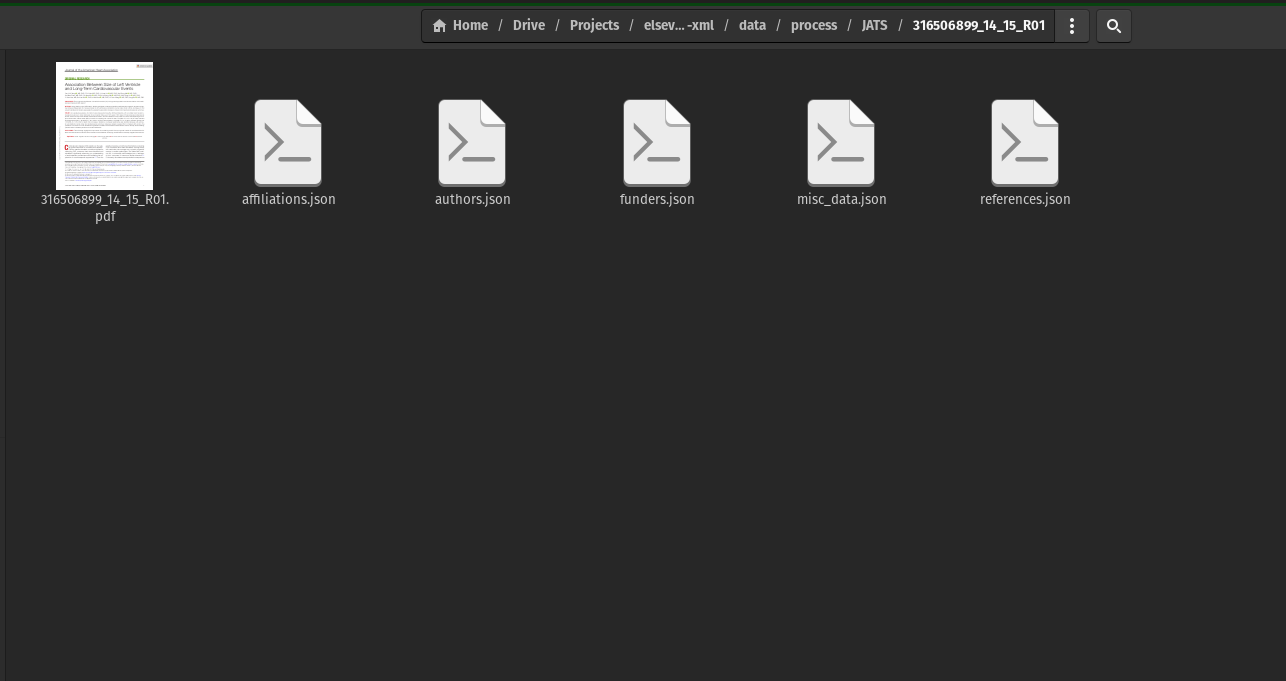 Home / Drive / Projects / elsev… -xml / data / process / JATS / 316506899_14_15_R01
Association Between Size of Left Ventricle
and Long-Term Cardiovascular Events
316506899_14_15_R01.
pdf
affiliations.json
authors.json
funders.json
misc_data.json
references.json